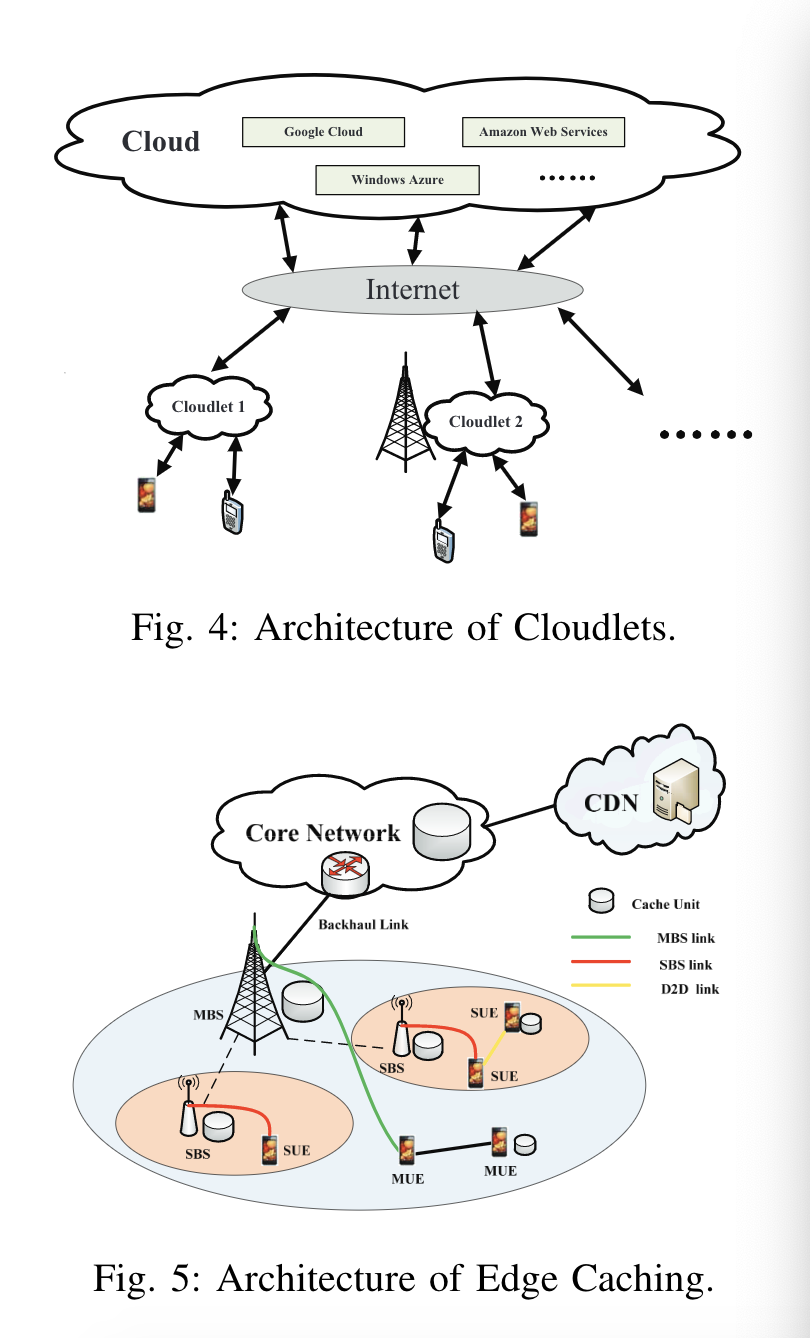 Cloud
Google Cloud
Amazon Web Services
Windows Azure
......
Internet
Cloudlet 1
Cloudlet 2
......
Fig. 4: Architecture of Cloudlets.
CDN
Core Network
Cache Unit
Backhaul Link
MBS link
SBS link
D2D link
MBS
SUE
SBS
SUE
SBS
SUE
MUE
MUE
Fig. 5: Architecture of Edge Caching.